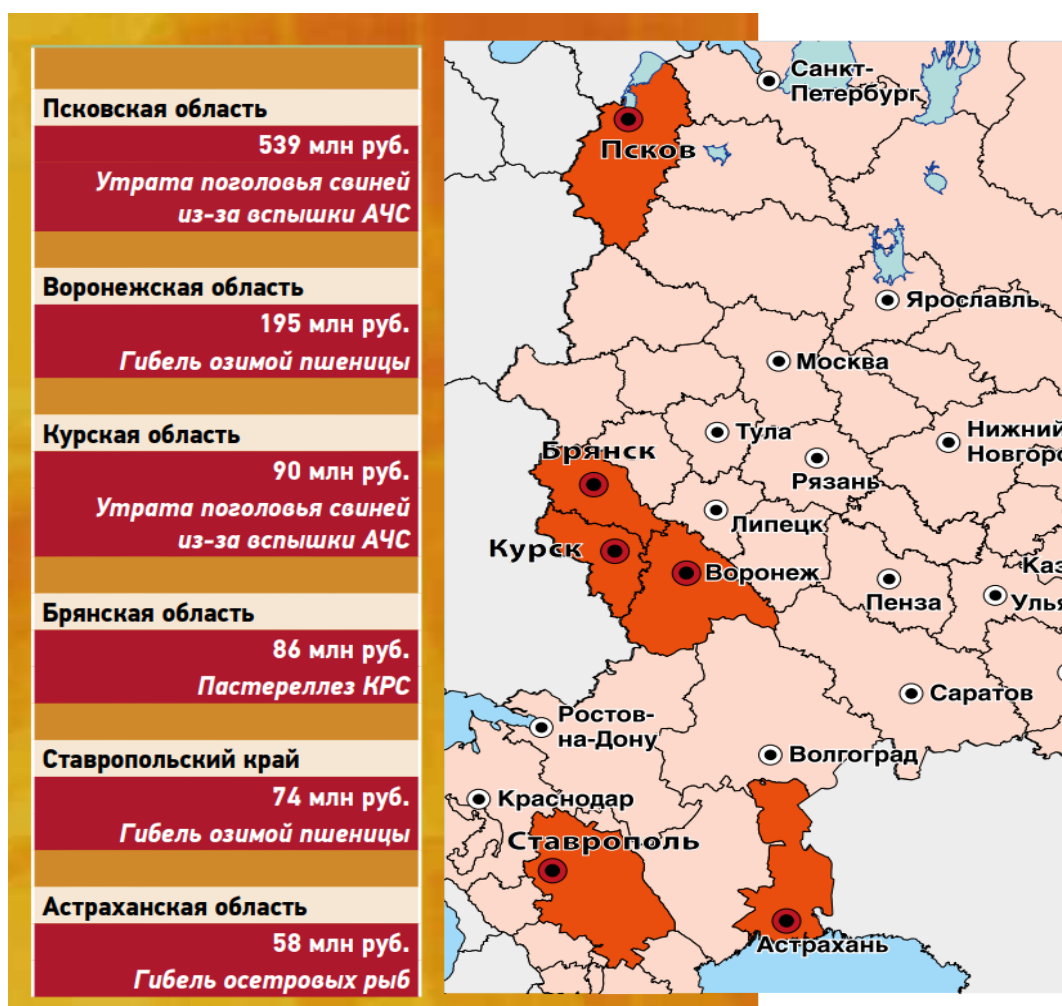 Псковская область
539 млн руб.
Утрата поголовья свиней
из-за вспышки АЧС
Воронежская область
195 млн руб.
Гибель озимой пшеницы
Курская область
90 млн руб.
Утрата поголовья свиней
из-за вспышки АЧС
Брянская область
86 млн руб.
Пастереллез КРС
Ставропольский край
74 млн руб.
Гибель озимой пшеницы
Астраханская область
58 млн руб.
Гибель осетровых рыб
Санкт-
Петербург
Псков
Ярославль
Москва
Тула
Нижний
Новгоро
Брянск
Рязань
Липецк
Курск
Воронеж
Каз
Пенза
Улья
Саратов
Ростов-
на-Дону
Волгоград
Краснодар
Ставрополь
Астрахань